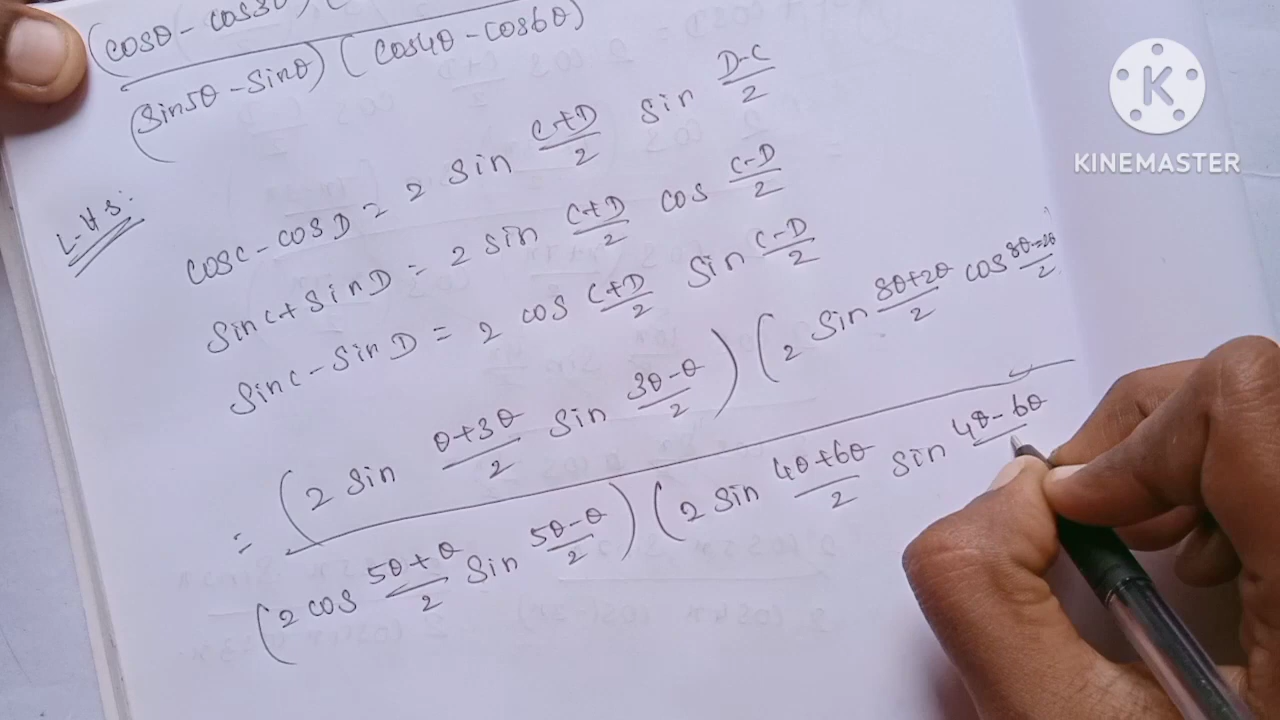 (cosθ - cos3θ) (
(sin5θ - sinθ) (cos4θ - cos6θ)
L.H.S:
cosC - cosD = 2 sin C+D/2 sin D-C/2
sinC + sinD = 2 sin C+D/2 cos C-D/2
sinC - sinD = 2 cos C+D/2 sin C-D/2
= (2 sin θ+3θ/2 sin 3θ-θ/2) (2 sin 8θ+2θ/2 cos 8θ-2θ/2
(2 cos 5θ+θ/2 sin 5θ-θ/2) (2 sin 4θ+6θ/2 sin 4θ-6θ
KINEMASTER